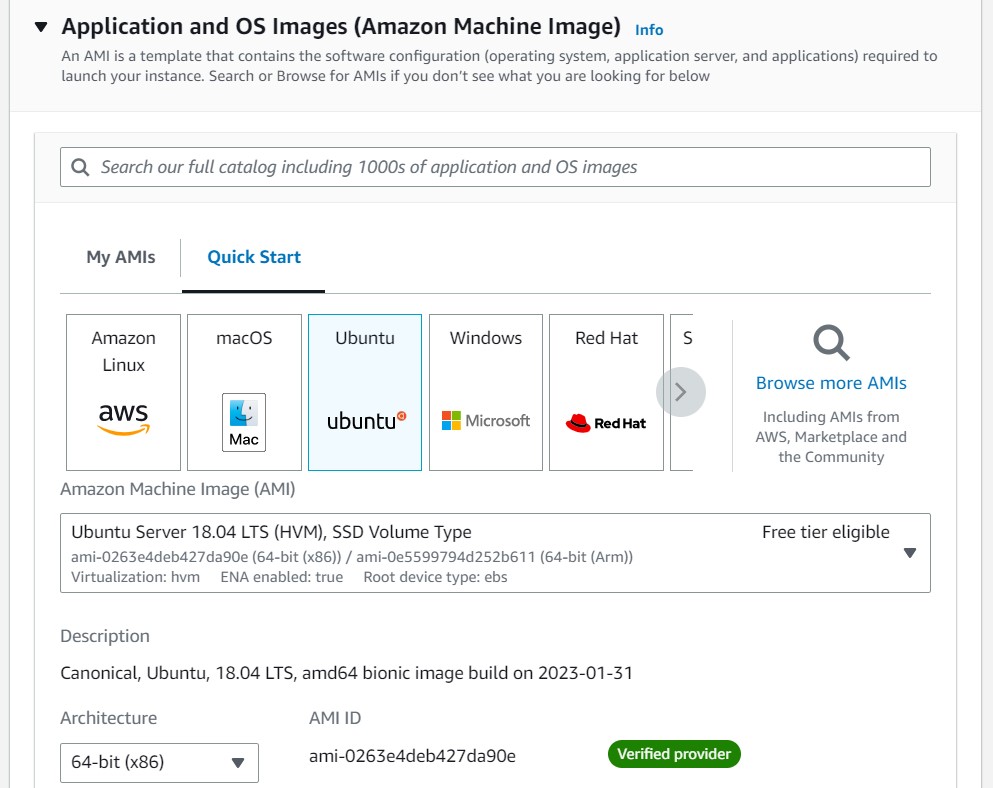 Application and OS Images (Amazon Machine Image) Info
An AMI is a template that contains the software configuration (operating system, application server, and applications) required to
launch your instance. Search or Browse for AMIs if you don't see what you are looking for below
Search our full catalog including 1000s of application and OS images
My AMIs
Quick Start
Amazon
Linux
aws
macOS
Mac
Ubuntu
ubuntu
Windows
Microsoft
Red Hat
Red Hat
S
Browse more AMIs
Including AMIs from
AWS, Marketplace and
the Community
Amazon Machine Image (AMI)
Ubuntu Server 18.04 LTS (HVM), SSD Volume Type
Free tier eligible
ami-0263e4deb427da90e (64-bit (x86)) / ami-0e5599794d252b611 (64-bit (Arm))
Virtualization: hvm ENA enabled: true Root device type: ebs
Description
Canonical, Ubuntu, 18.04 LTS, amd64 bionic image build on 2023-01-31
Architecture
AMI ID
64-bit (x86)
ami-0263e4deb427da90e
Verified provider